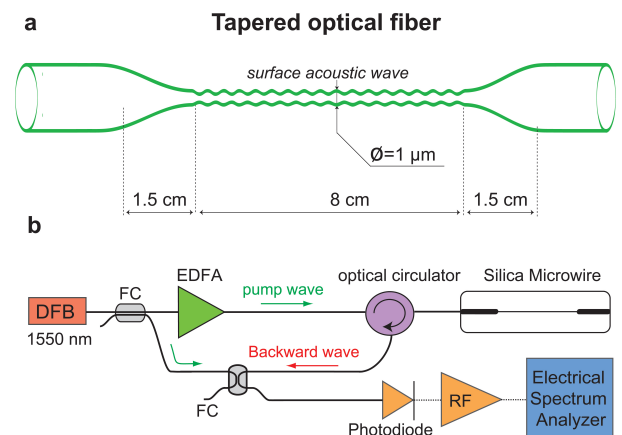 a
Tapered optical fiber
surface acoustic wave
Ø=1 µm
1.5 cm
8 cm
1.5 cm
b
EDFA
optical circulator
Silica Microwire
FC
pump wave
DFB
1550 nm
Backward wave
FC
Photodiode
RF
Electrical
Spectrum
Analyzer